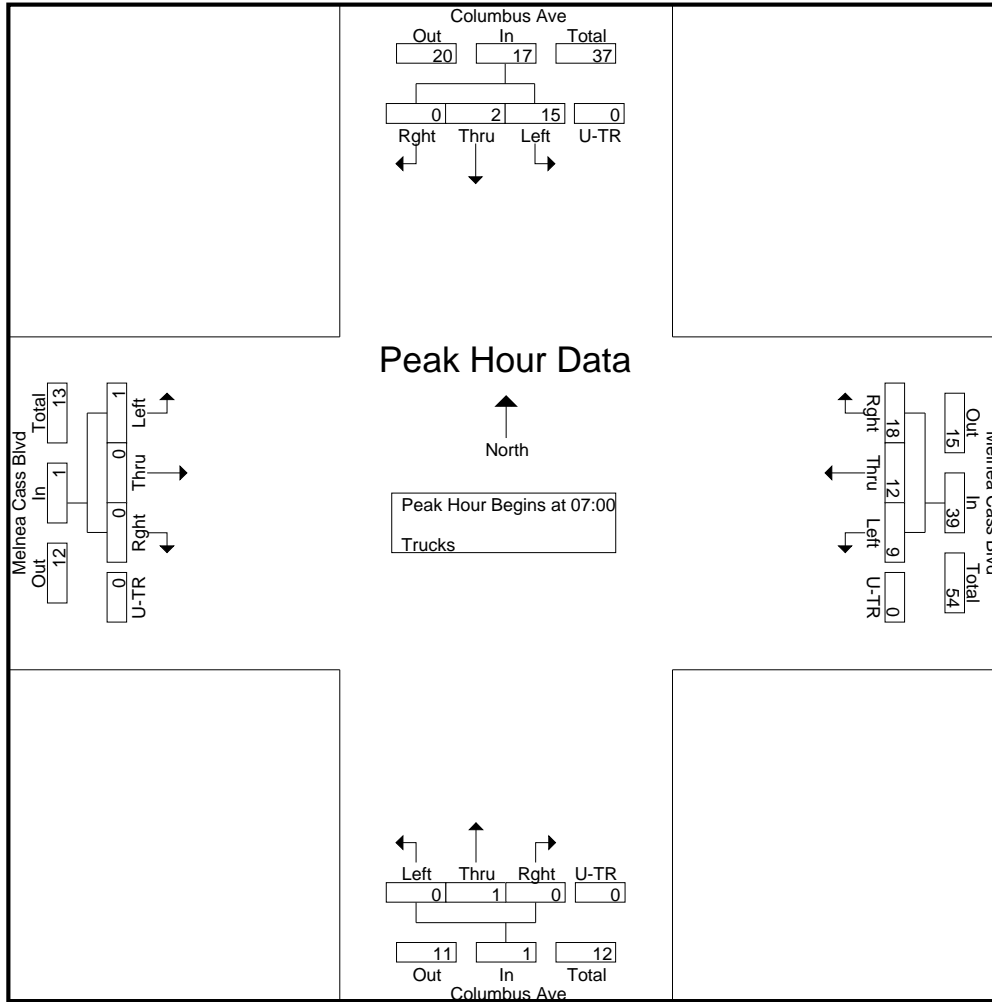 Columbus Ave
Out In Total
20 17 37
0 2 15 0
Rght Thru Left U-TR
Peak Hour Data
North
Peak Hour Begins at 07:00
Trucks
Melnea Cass Blvd
Total In Out
13 1 12
1 0 0 0
Left Thru Rght U-TR
Melnea Cass Blvd
Out In Total
15 39 54
18 12 9 0
Rght Thru Left U-TR
Left Thru Rght U-TR
0 1 0 0
11 1 12
Out In Total
Columbus Ave